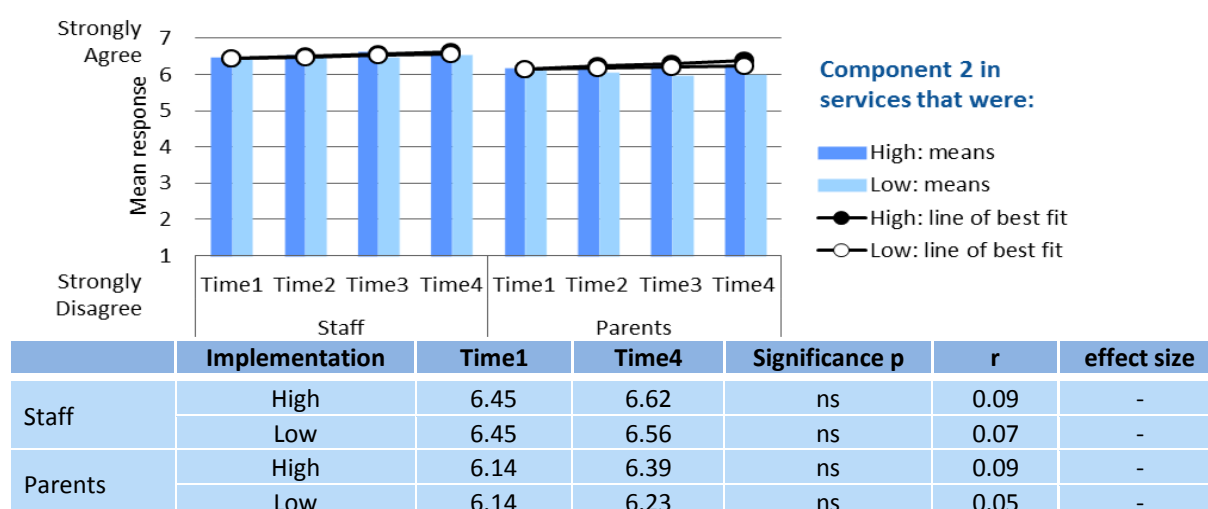 Strongly
Agree
7
6
5
4
3
2
1
Mean response
Strongly
Disagree
Time1 Time2 Time3 Time4 Time1 Time2 Time3 Time4
Staff Parents
Component 2 in
services that were:
High: means
Low: means
High: line of best fit
Low: line of best fit
Implementation Time1 Time4 Significance p r effect size
Staff High 6.45 6.62 ns 0.09 -
Low 6.45 6.56 ns 0.07 -
Parents High 6.14 6.39 ns 0.09 -
Low 6.14 6.23 ns 0.05 -